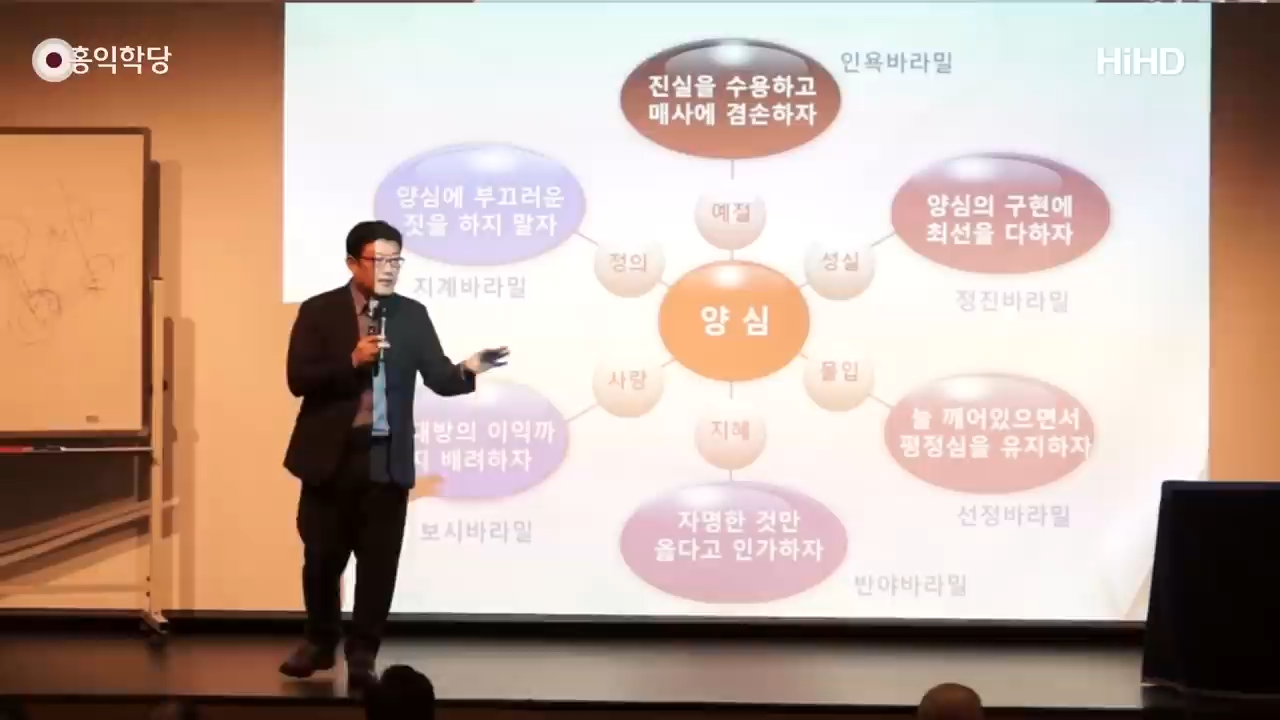 홍익학당
HiHD
인욕바라밀
진실을 수용하고
매사에 겸손하자
예절
양심에 부끄러운
짓을 하지 말자
정의
지계바라밀
양심의 구현에
최선을 다하자
성실
정진바라밀
양심
사랑
대방의 이익까
지 배려하자
보시바라밀
몰입
늘 깨어있으면서
평정심을 유지하자
선정바라밀
지혜
자명한 것만
옳다고 인가하자
반야바라밀